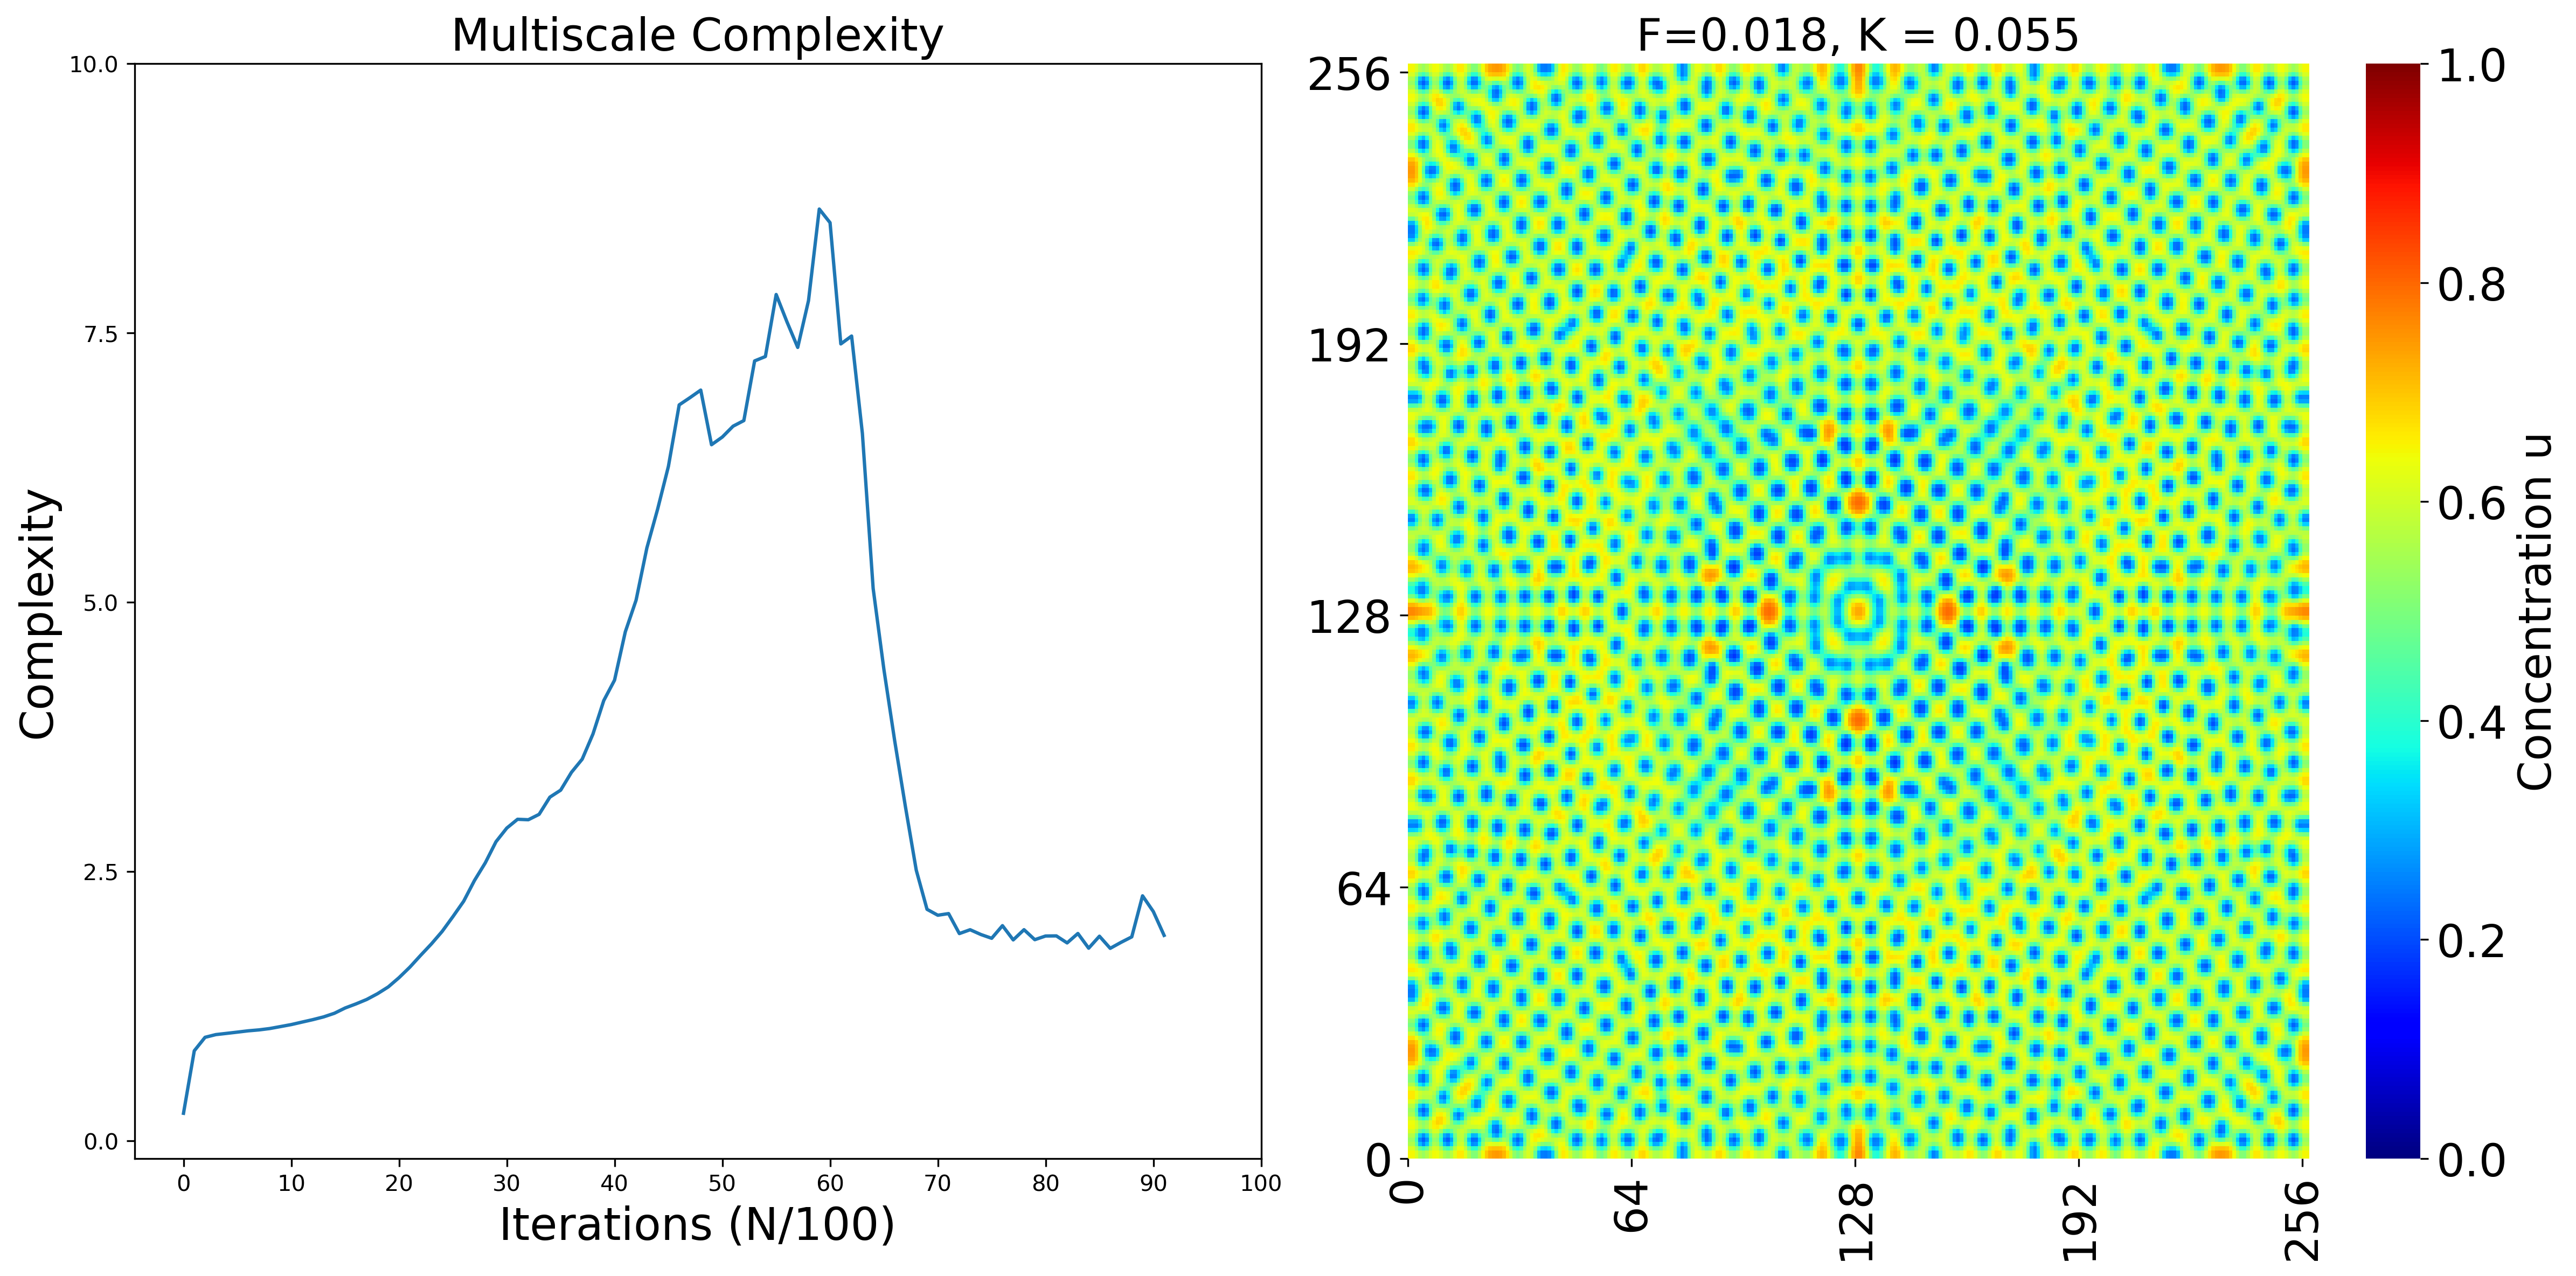 Multiscale Complexity
10.0
7.5
5.0
2.5
0.0
Complexity
0 10 20 30 40 50 60 70 80 90 100
Iterations (N/100)
F=0.018, K = 0.055
256
192
128
64
0
0 64 128 192 256
1.0
0.8
0.6
0.4
0.2
0.0
Concentration u